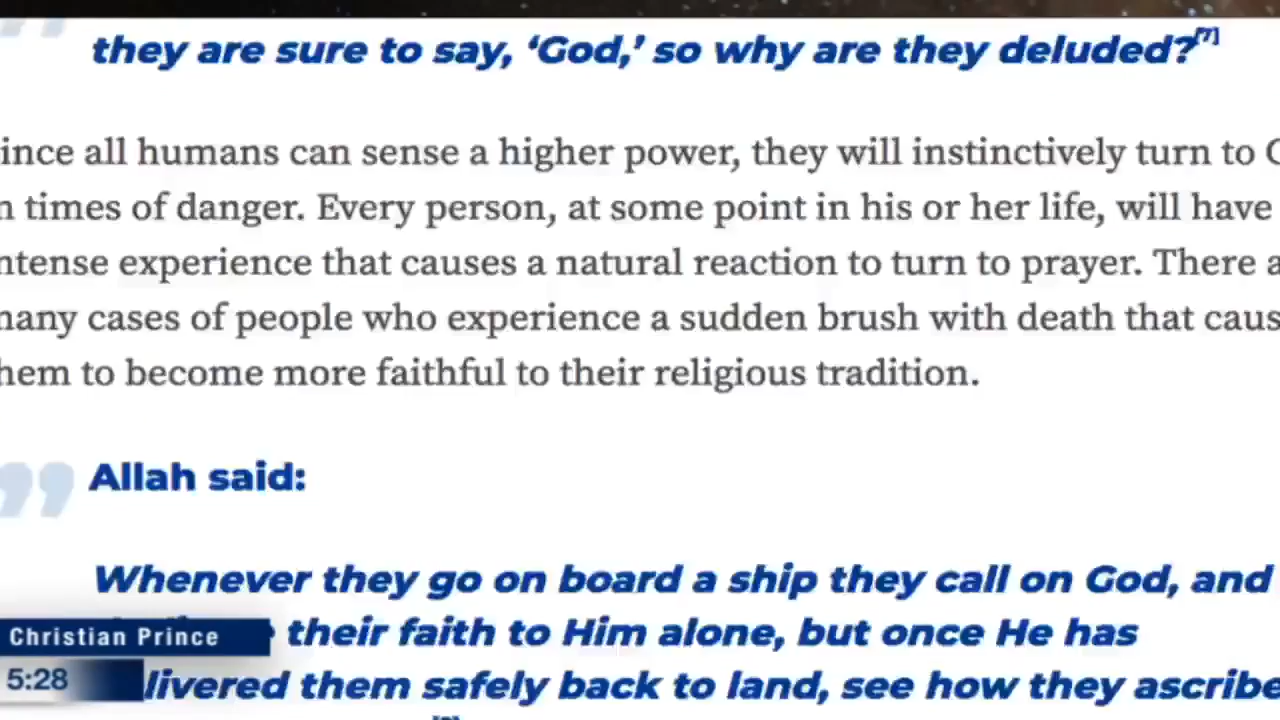 they are sure to say, ‘God,’ so why are they deluded?[7]
ince all humans can sense a higher power, they will instinctively turn to
n times of danger. Every person, at some point in his or her life, will have
ntense experience that causes a natural reaction to turn to prayer. There a
many cases of people who experience a sudden brush with death that caus
hem to become more faithful to their religious tradition.
Allah said:
Whenever they go on board a ship they call on God, and
their faith to Him alone, but once He has
livered them safely back to land, see how they ascribe
Christian Prince
5:28